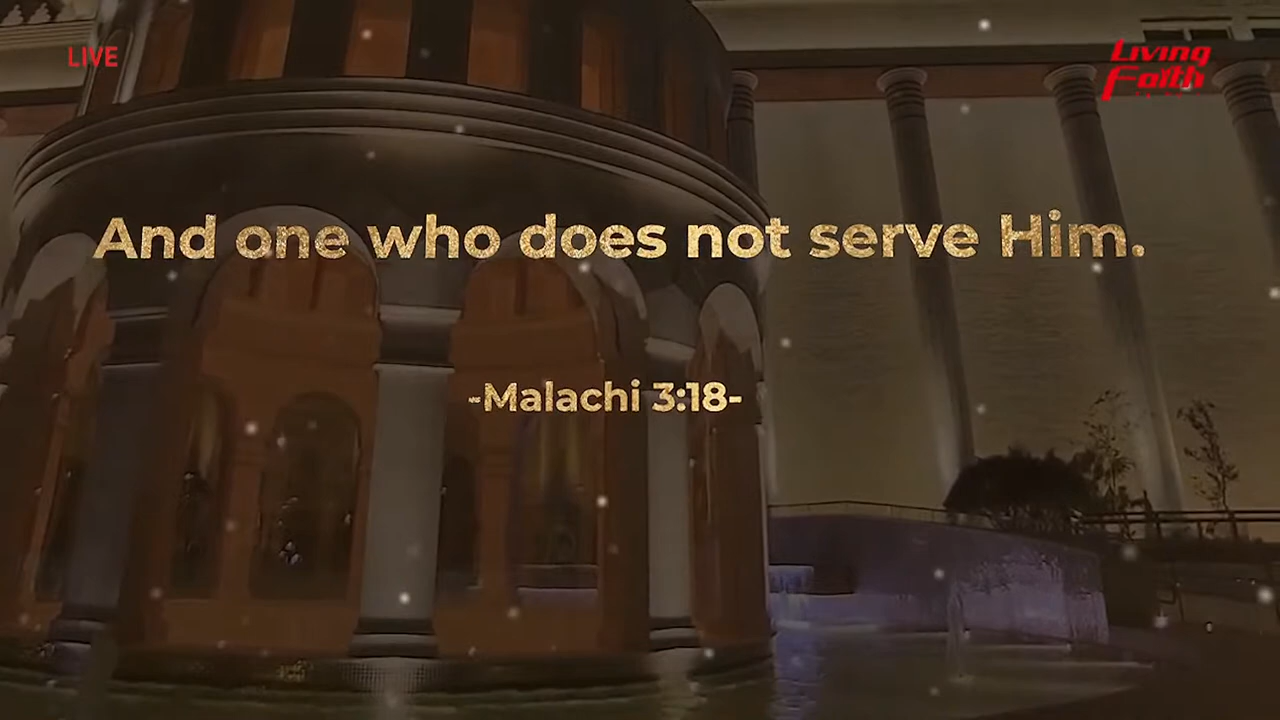 LIVE
Living
Faith
And one who does not serve Him.
-Malachi 3:18-